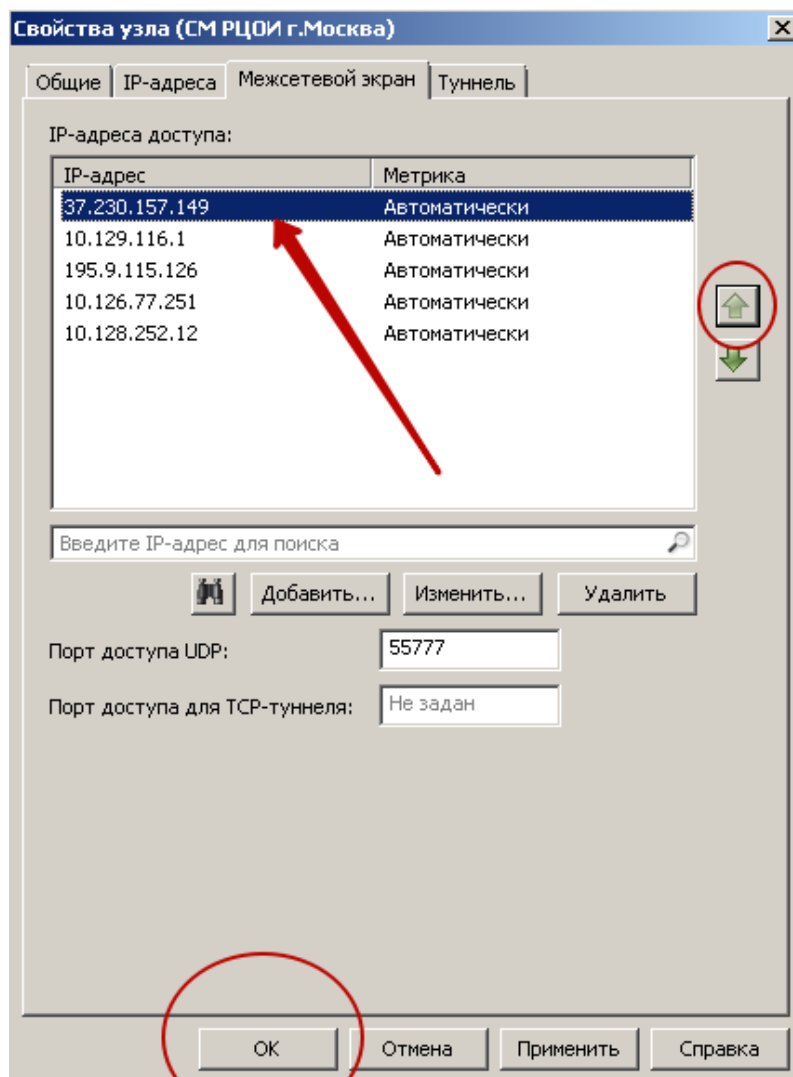 Свойства узла (СМ РЦОИ г.Москва)
Общие IP-адреса Межсетевой экран Туннель
IP-адреса доступа:
IP-адрес Метрика
37.230.157.149 Автоматически
10.129.116.1 Автоматически
195.9.115.126 Автоматически
10.126.77.251 Автоматически
10.128.252.12 Автоматически
Введите IP-адрес для поиска
Добавить... Изменить... Удалить
Порт доступа UDP: 55777
Порт доступа для TCP-туннеля: Не задан
ОК Отмена Применить Справка